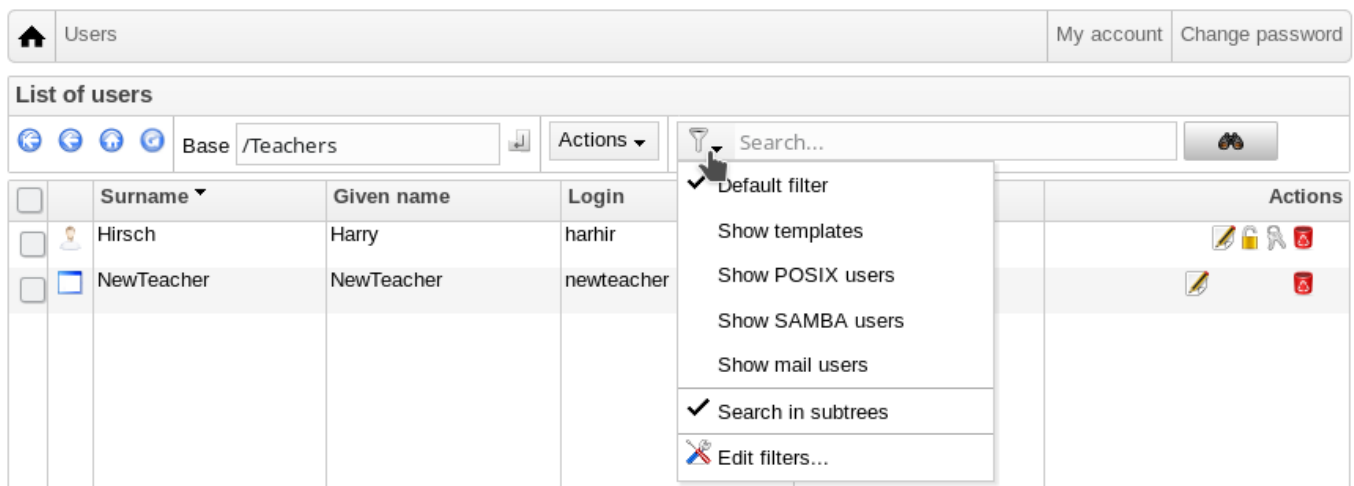 Users My account Change password
List of users
Base /Teachers Actions Search...
Default filter
Surname Given name Login Actions
Show templates
Hirsch Harry harhir
Show POSIX users
NewTeacher NewTeacher newteacher
Show SAMBA users
Show mail users
Search in subtrees
Edit filters...